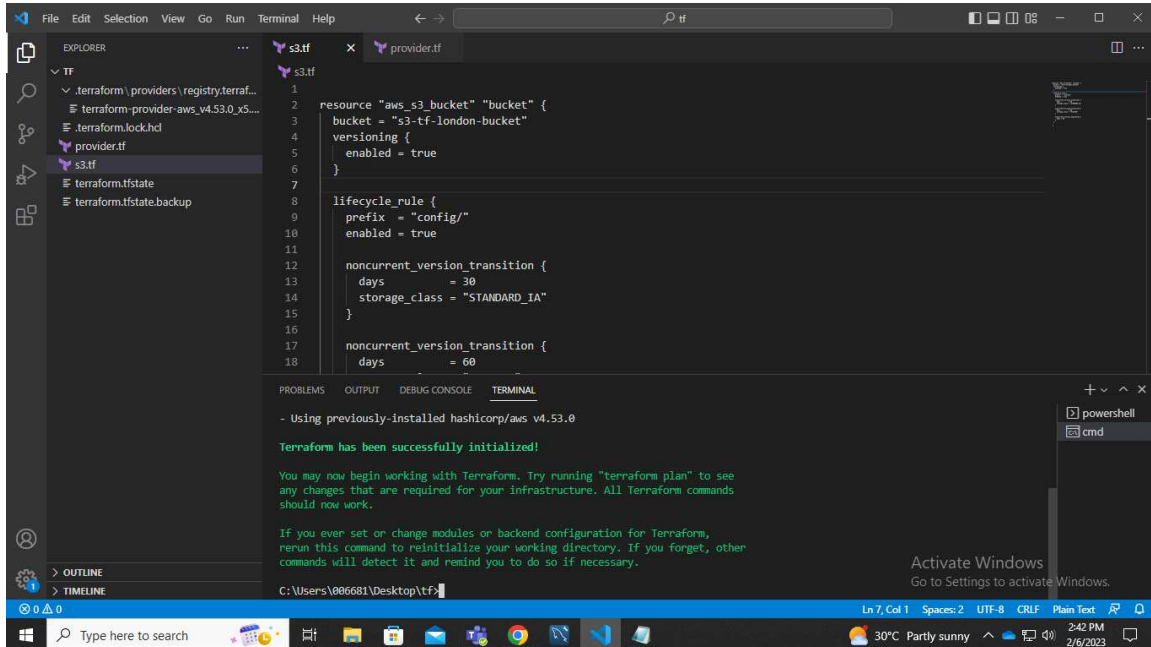 File Edit Selection View Go Run Terminal Help
tf
EXPLORER
TF
.terraform\providers\registry.terraf...
terraform-provider-aws_v4.53.0_x5....
.terraform.lock.hcl
provider.tf
s3.tf
terraform.tfstate
terraform.tfstate.backup
OUTLINE
TIMELINE
s3.tf
provider.tf
s3.tf
1
2 resource "aws_s3_bucket" "bucket" {
3 bucket = "s3-tf-london-bucket"
4 versioning {
5 enabled = true
6 }
7
8 lifecycle_rule {
9 prefix = "config/"
10 enabled = true
11
12 noncurrent_version_transition {
13 days = 30
14 storage_class = "STANDARD_IA"
15 }
16
17 noncurrent_version_transition {
18 days = 60
PROBLEMS OUTPUT DEBUG CONSOLE TERMINAL
- Using previously-installed hashicorp/aws v4.53.0
Terraform has been successfully initialized!
You may now begin working with Terraform. Try running "terraform plan" to see
any changes that are required for your infrastructure. All Terraform commands
should now work.
If you ever set or change modules or backend configuration for Terraform,
rerun this command to reinitialize your working directory. If you forget, other
commands will detect it and remind you to do so if necessary.
C:\Users\006681\Desktop\tf>
powershell
cmd
Activate Windows
Go to Settings to activate Windows.
1
0 0
Ln 7, Col 1 Spaces: 2 UTF-8 CRLF Plain Text
Type here to search
30°C Partly sunny
2:42 PM
2/6/2023